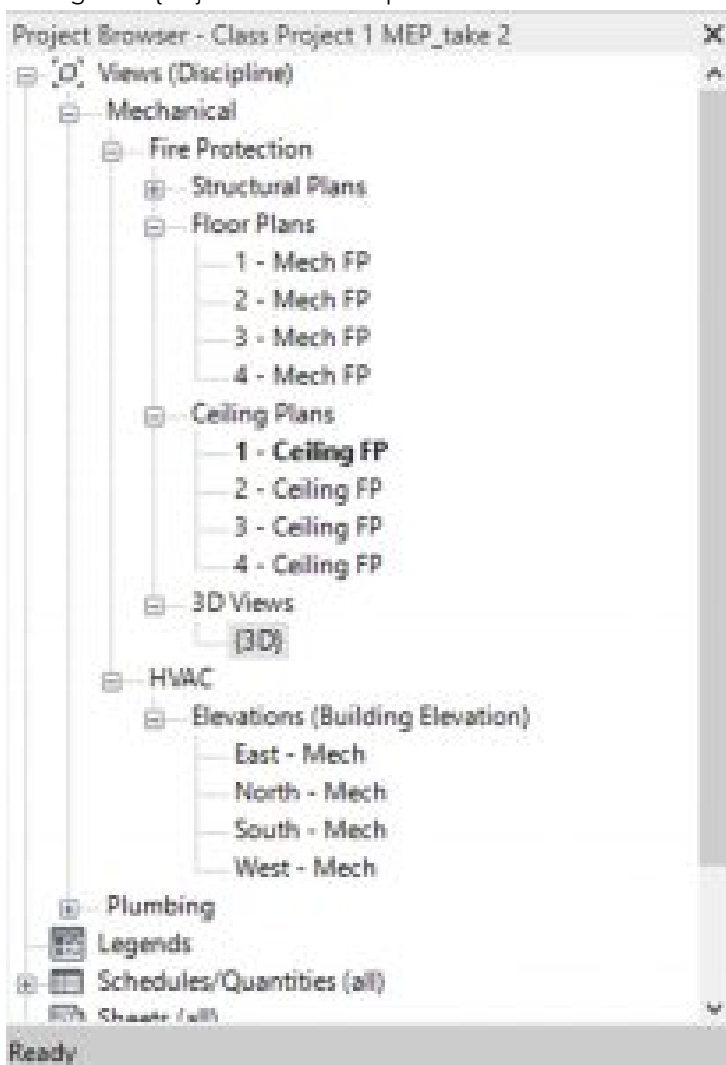 Project Browser - Class Project 1 MEP_take 2
Views (Discipline)
Mechanical
Fire Protection
Structural Plans
Floor Plans
1 - Mech FP
2 - Mech FP
3 - Mech FP
4 - Mech FP
Ceiling Plans
1 - Ceiling FP
2 - Ceiling FP
3 - Ceiling FP
4 - Ceiling FP
3D Views
{3D}
HVAC
Elevations (Building Elevation)
East - Mech
North - Mech
South - Mech
West - Mech
Plumbing
Legends
Schedules/Quantities (all)
Sheets (all)
Ready